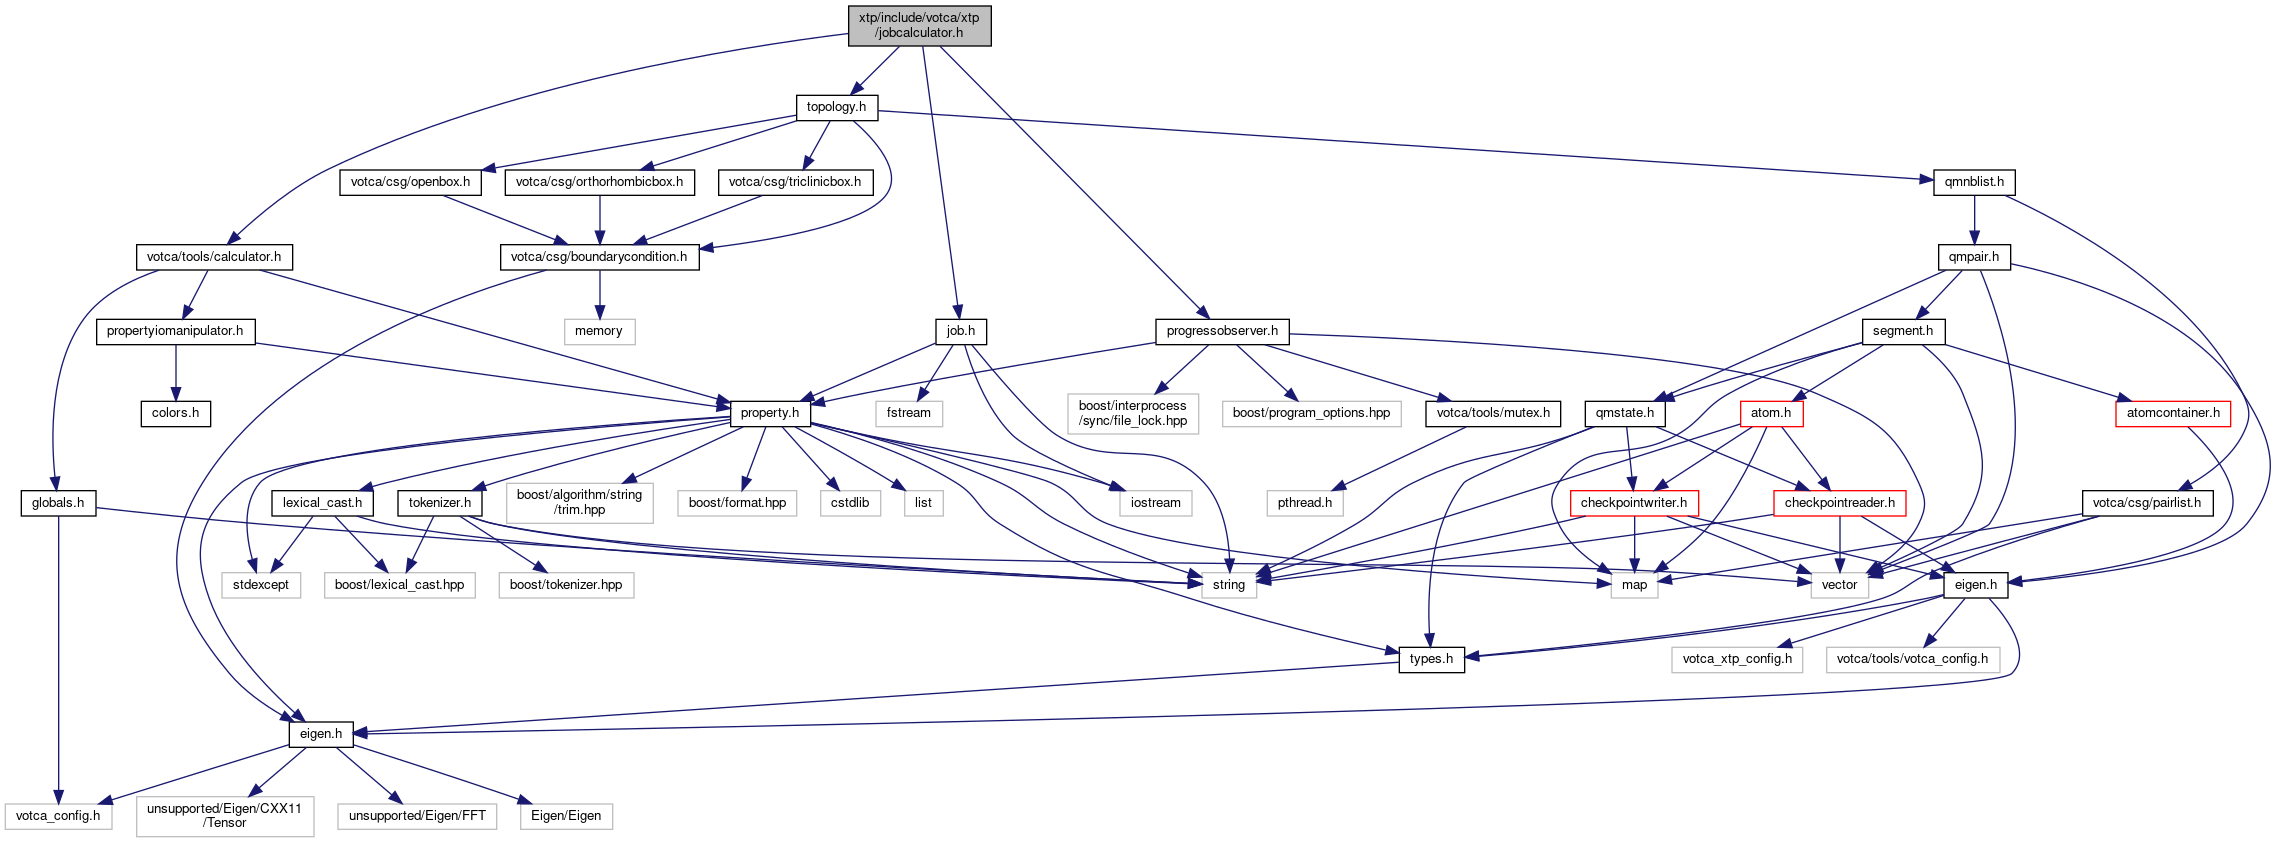 xtp/include/votca/xtp
/jobcalculator.h
topology.h
votca/csg/openbox.h
votca/csg/orthorhombicbox.h
votca/csg/triclinicbox.h
qmnblist.h
votca/tools/calculator.h
votca/csg/boundarycondition.h
qmpair.h
propertyiomanipulator.h
memory
job.h
progressobserver.h
segment.h
colors.h
property.h
fstream
boost/interprocess
/sync/file_lock.hpp
boost/program_options.hpp
votca/tools/mutex.h
qmstate.h
atom.h
atomcontainer.h
globals.h
lexical_cast.h
tokenizer.h
boost/algorithm/string
/trim.hpp
boost/format.hpp
cstdlib
list
iostream
pthread.h
checkpointwriter.h
checkpointreader.h
votca/csg/pairlist.h
stdexcept
boost/lexical_cast.hpp
boost/tokenizer.hpp
string
map
vector
eigen.h
types.h
votca_xtp_config.h
votca/tools/votca_config.h
eigen.h
votca_config.h
unsupported/Eigen/CXX11
/Tensor
unsupported/Eigen/FFT
Eigen/Eigen